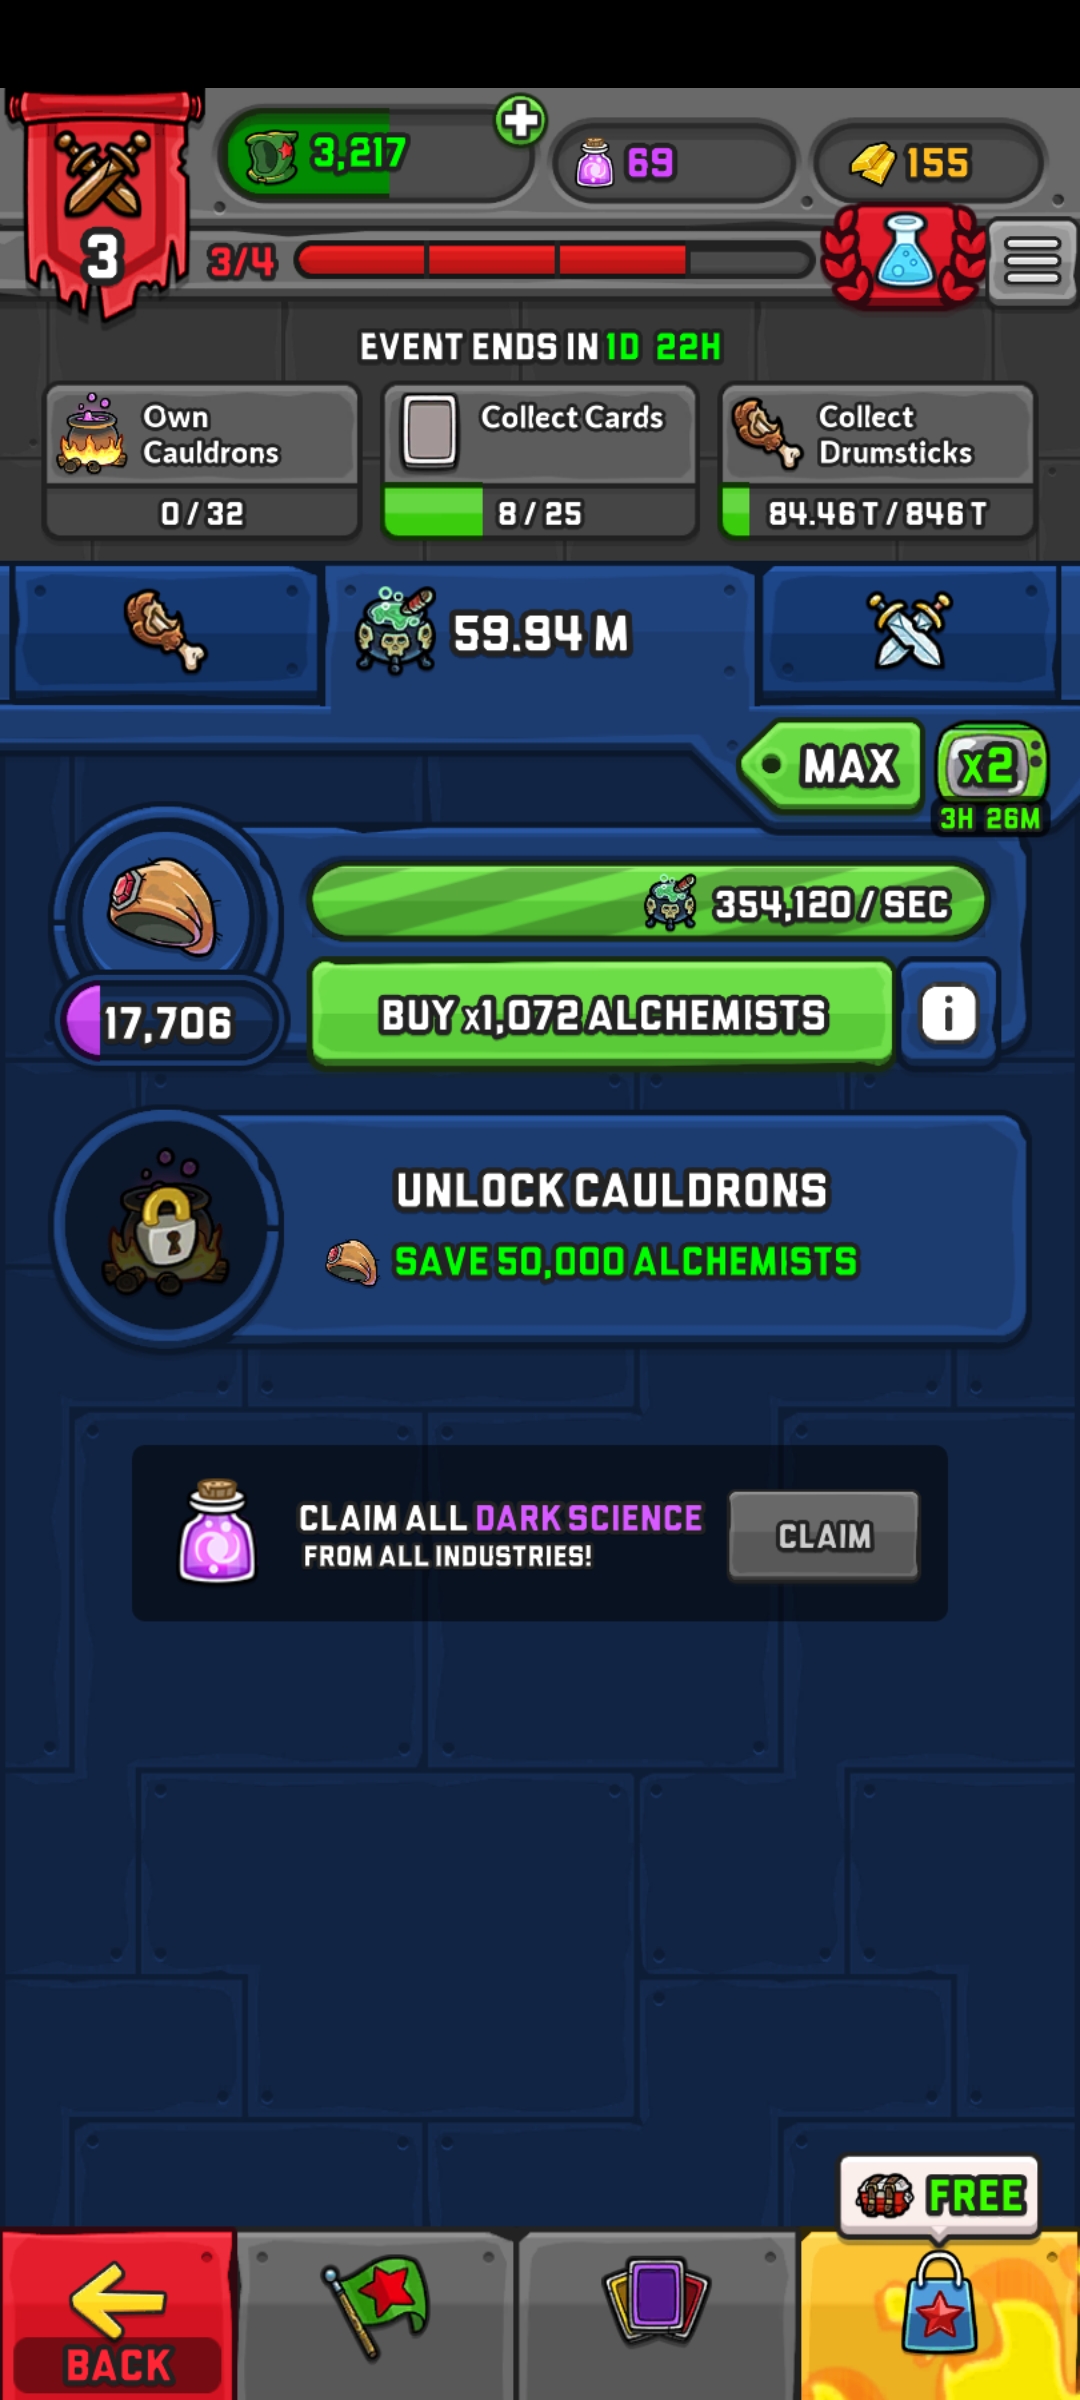 3,217
69
155
3
3/4
EVENT ENDS IN 1D 22H
Own Cauldrons
0/32
Collect Cards
8/25
Collect Drumsticks
84.46T/846T
59.94 M
MAX
x2
3H 26M
354,120/SEC
17,706
BUY x1,072 ALCHEMISTS
i
UNLOCK CAULDRONS
SAVE 50,000 ALCHEMISTS
CLAIM ALL DARK SCIENCE
FROM ALL INDUSTRIES!
CLAIM
FREE
BACK